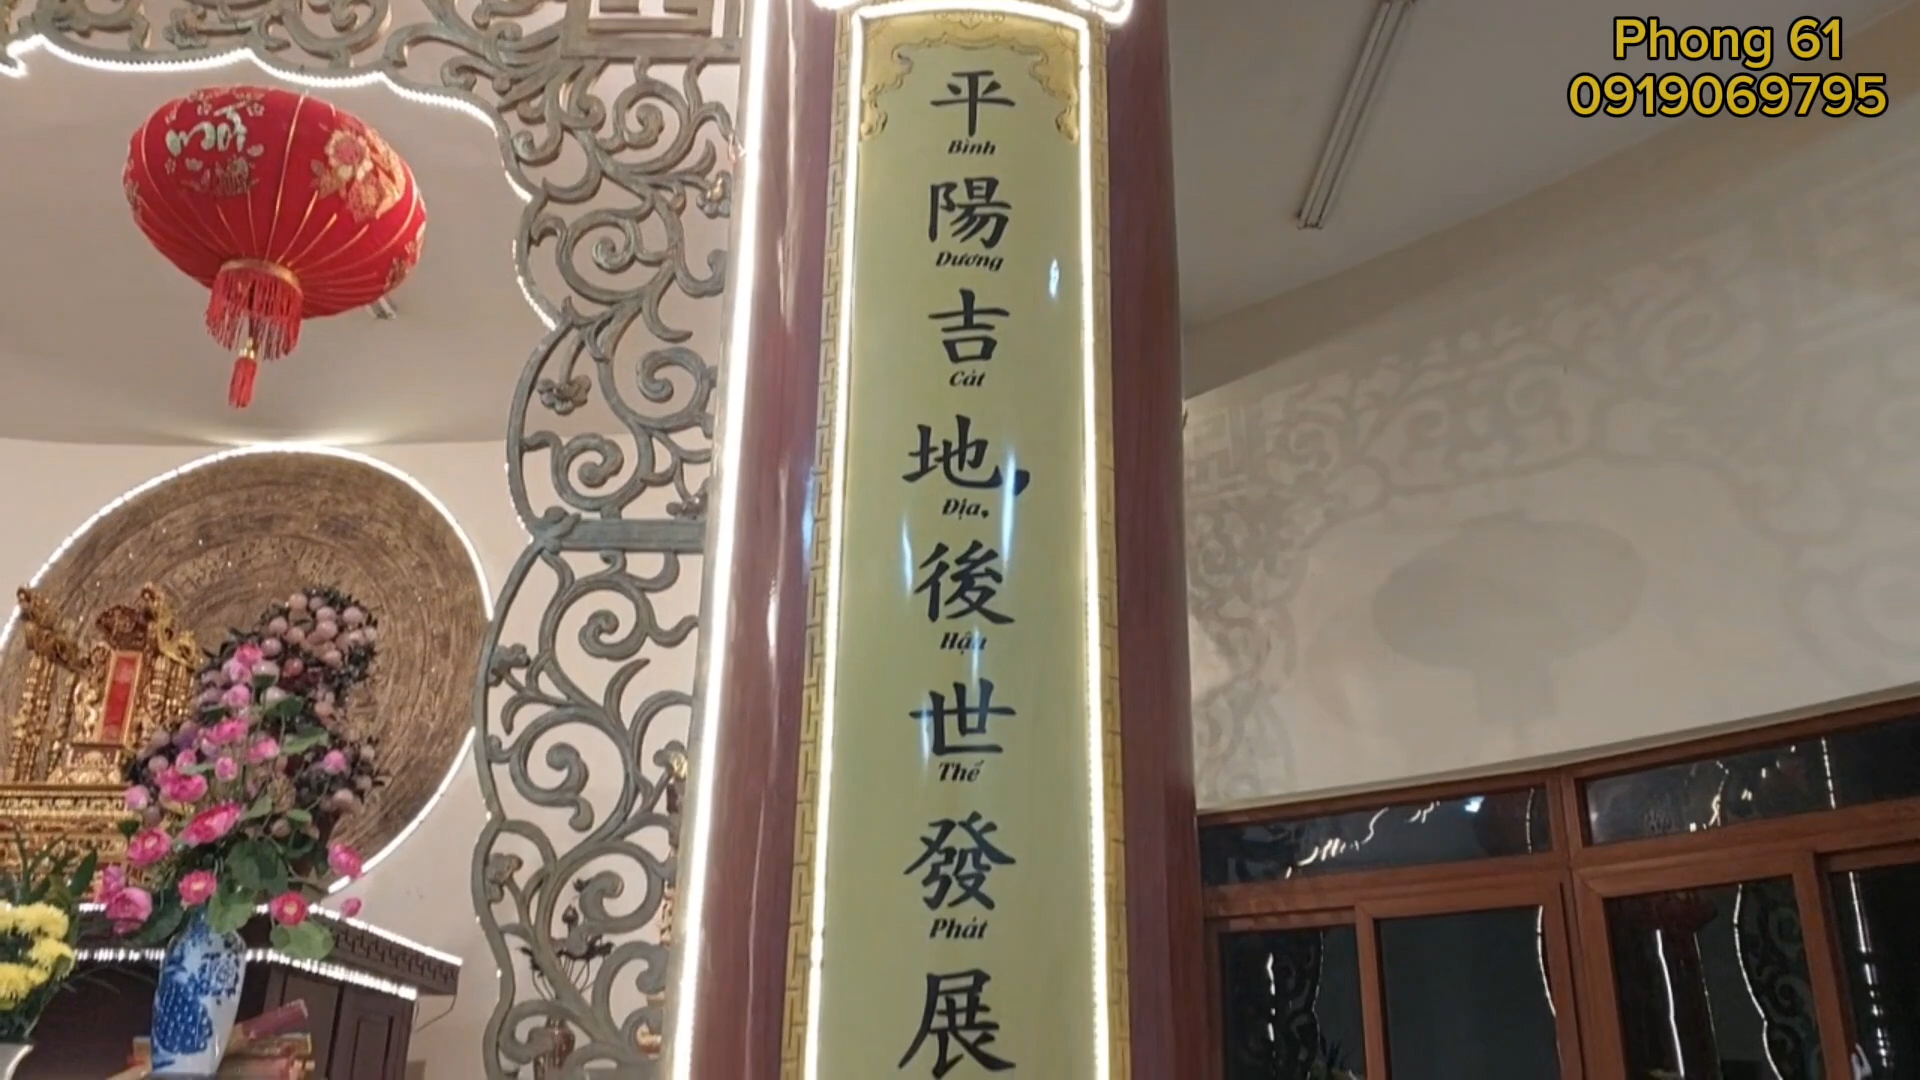 Phong 61
0919069795
平
Bình
陽
Dương
吉
Cát
地,
Địa,
後
Hậu
世
Thế
發
Phát
展